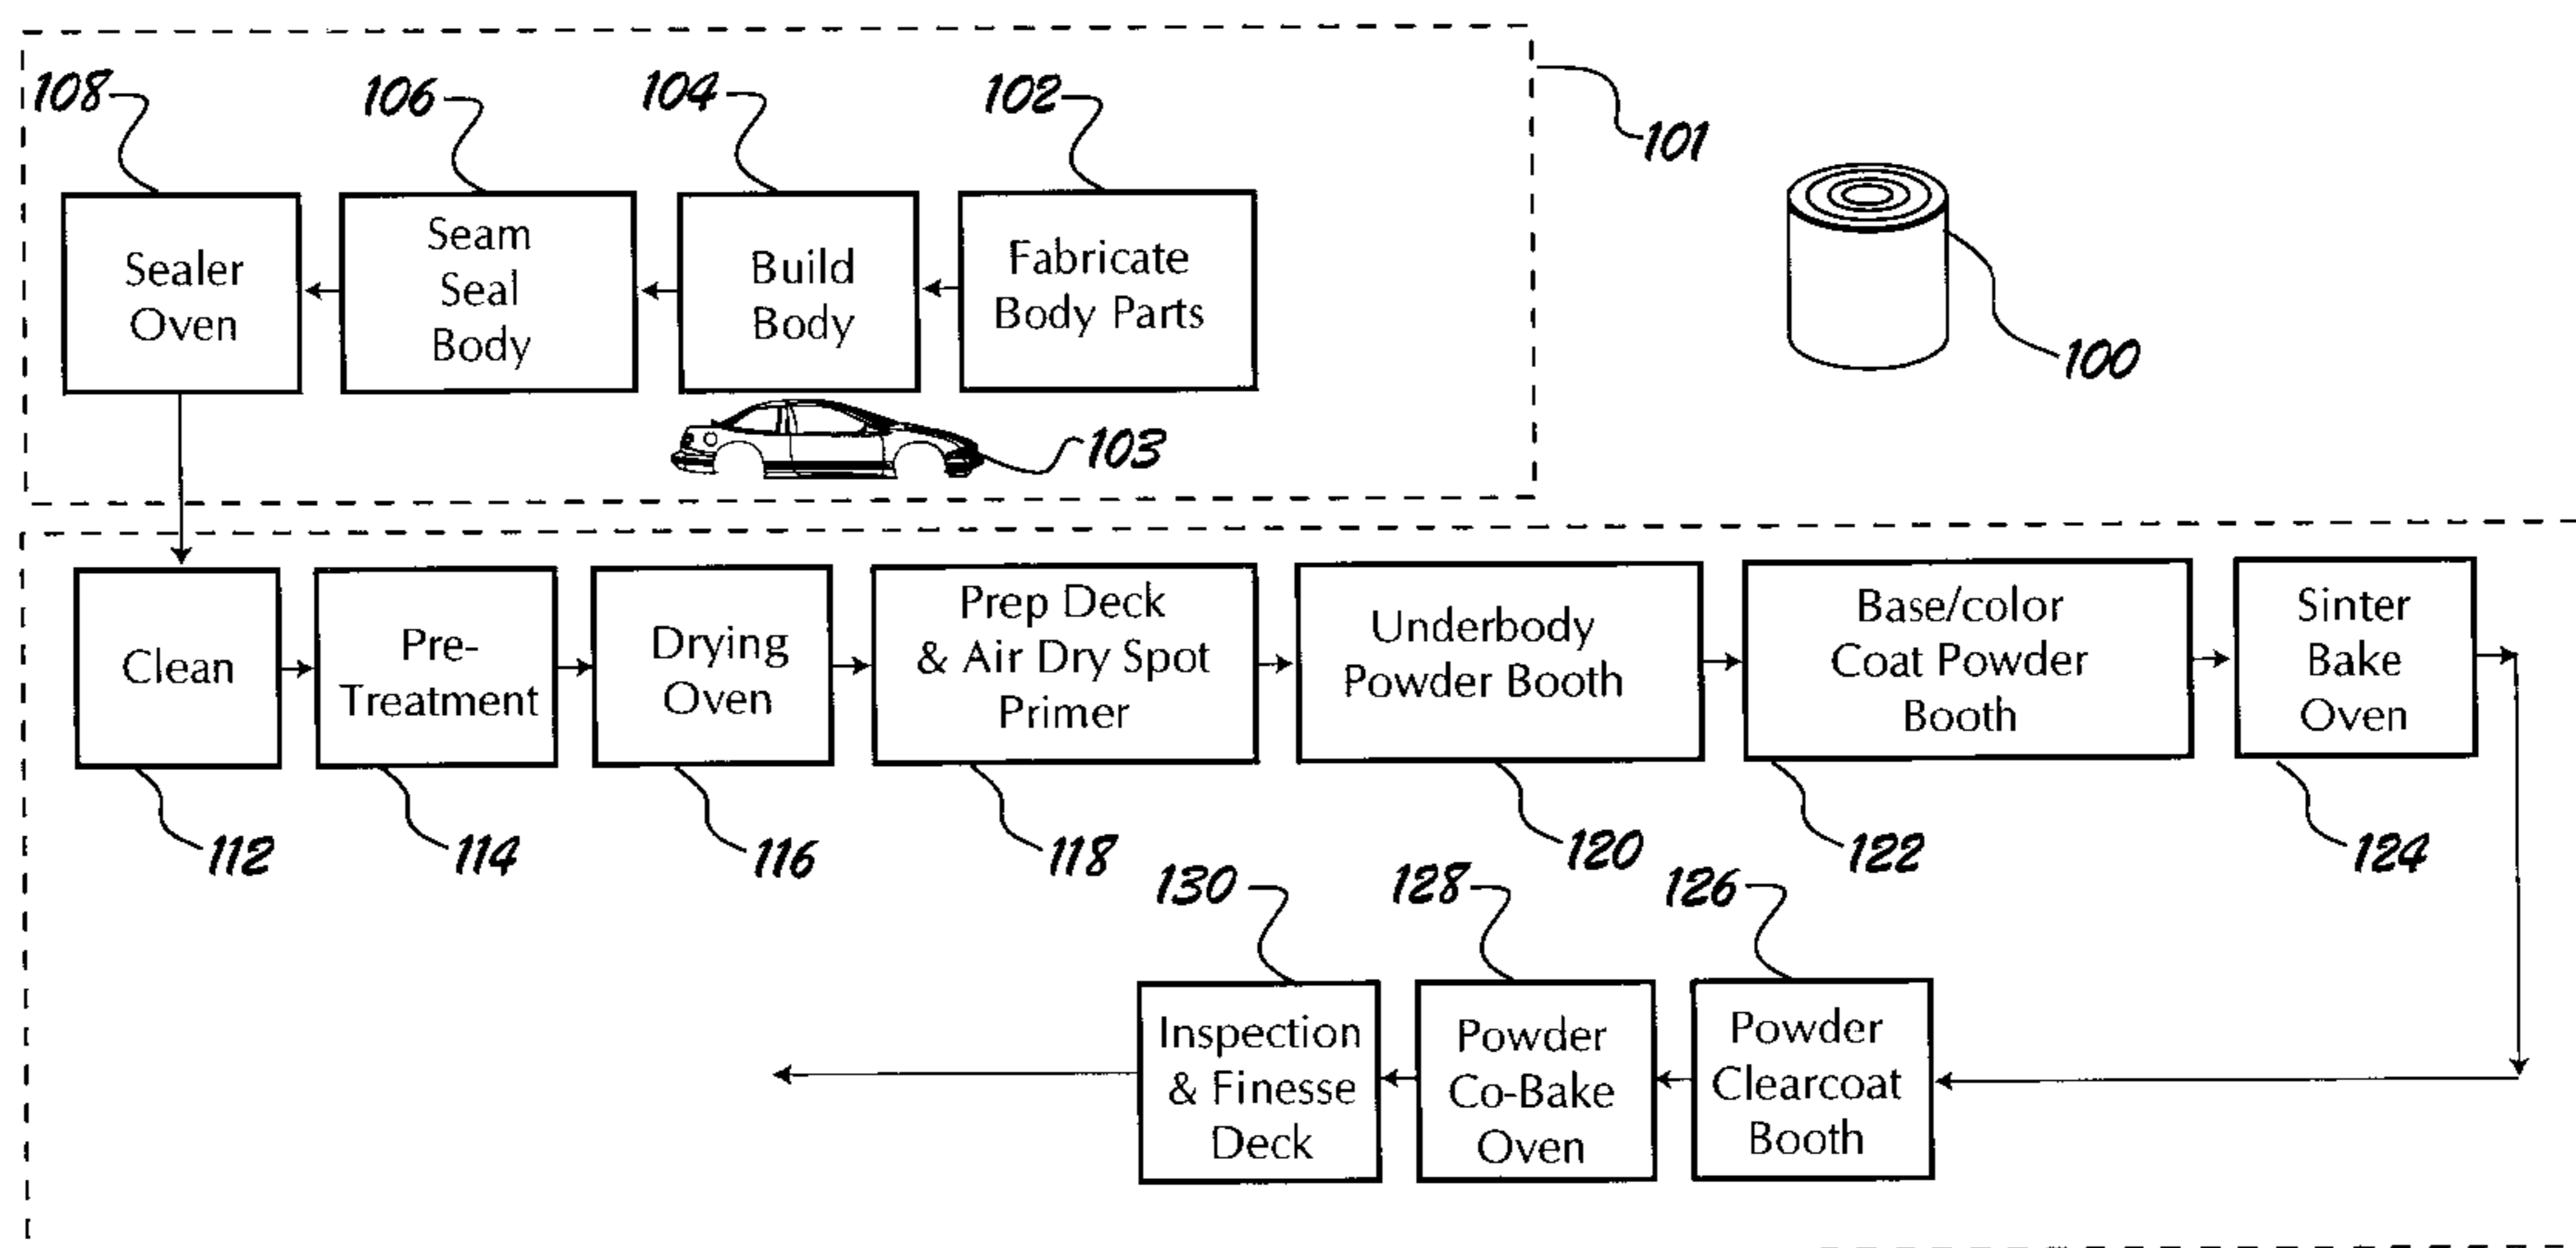 108
106
104
102
101
Sealer
Oven
Seam
Seal
Body
Build
Body
Fabricate
Body Parts
100
103
Clean
Pre-
Treatment
Drying
Oven
Prep Deck
& Air Dry Spot
Primer
Underbody
Powder Booth
Base/color
Coat Powder
Booth
Sinter
Bake
Oven
112
114
116
118
120
122
124
130
128
126
Inspection
& Finesse
Deck
Powder
Co-Bake
Oven
Powder
Clearcoat
Booth